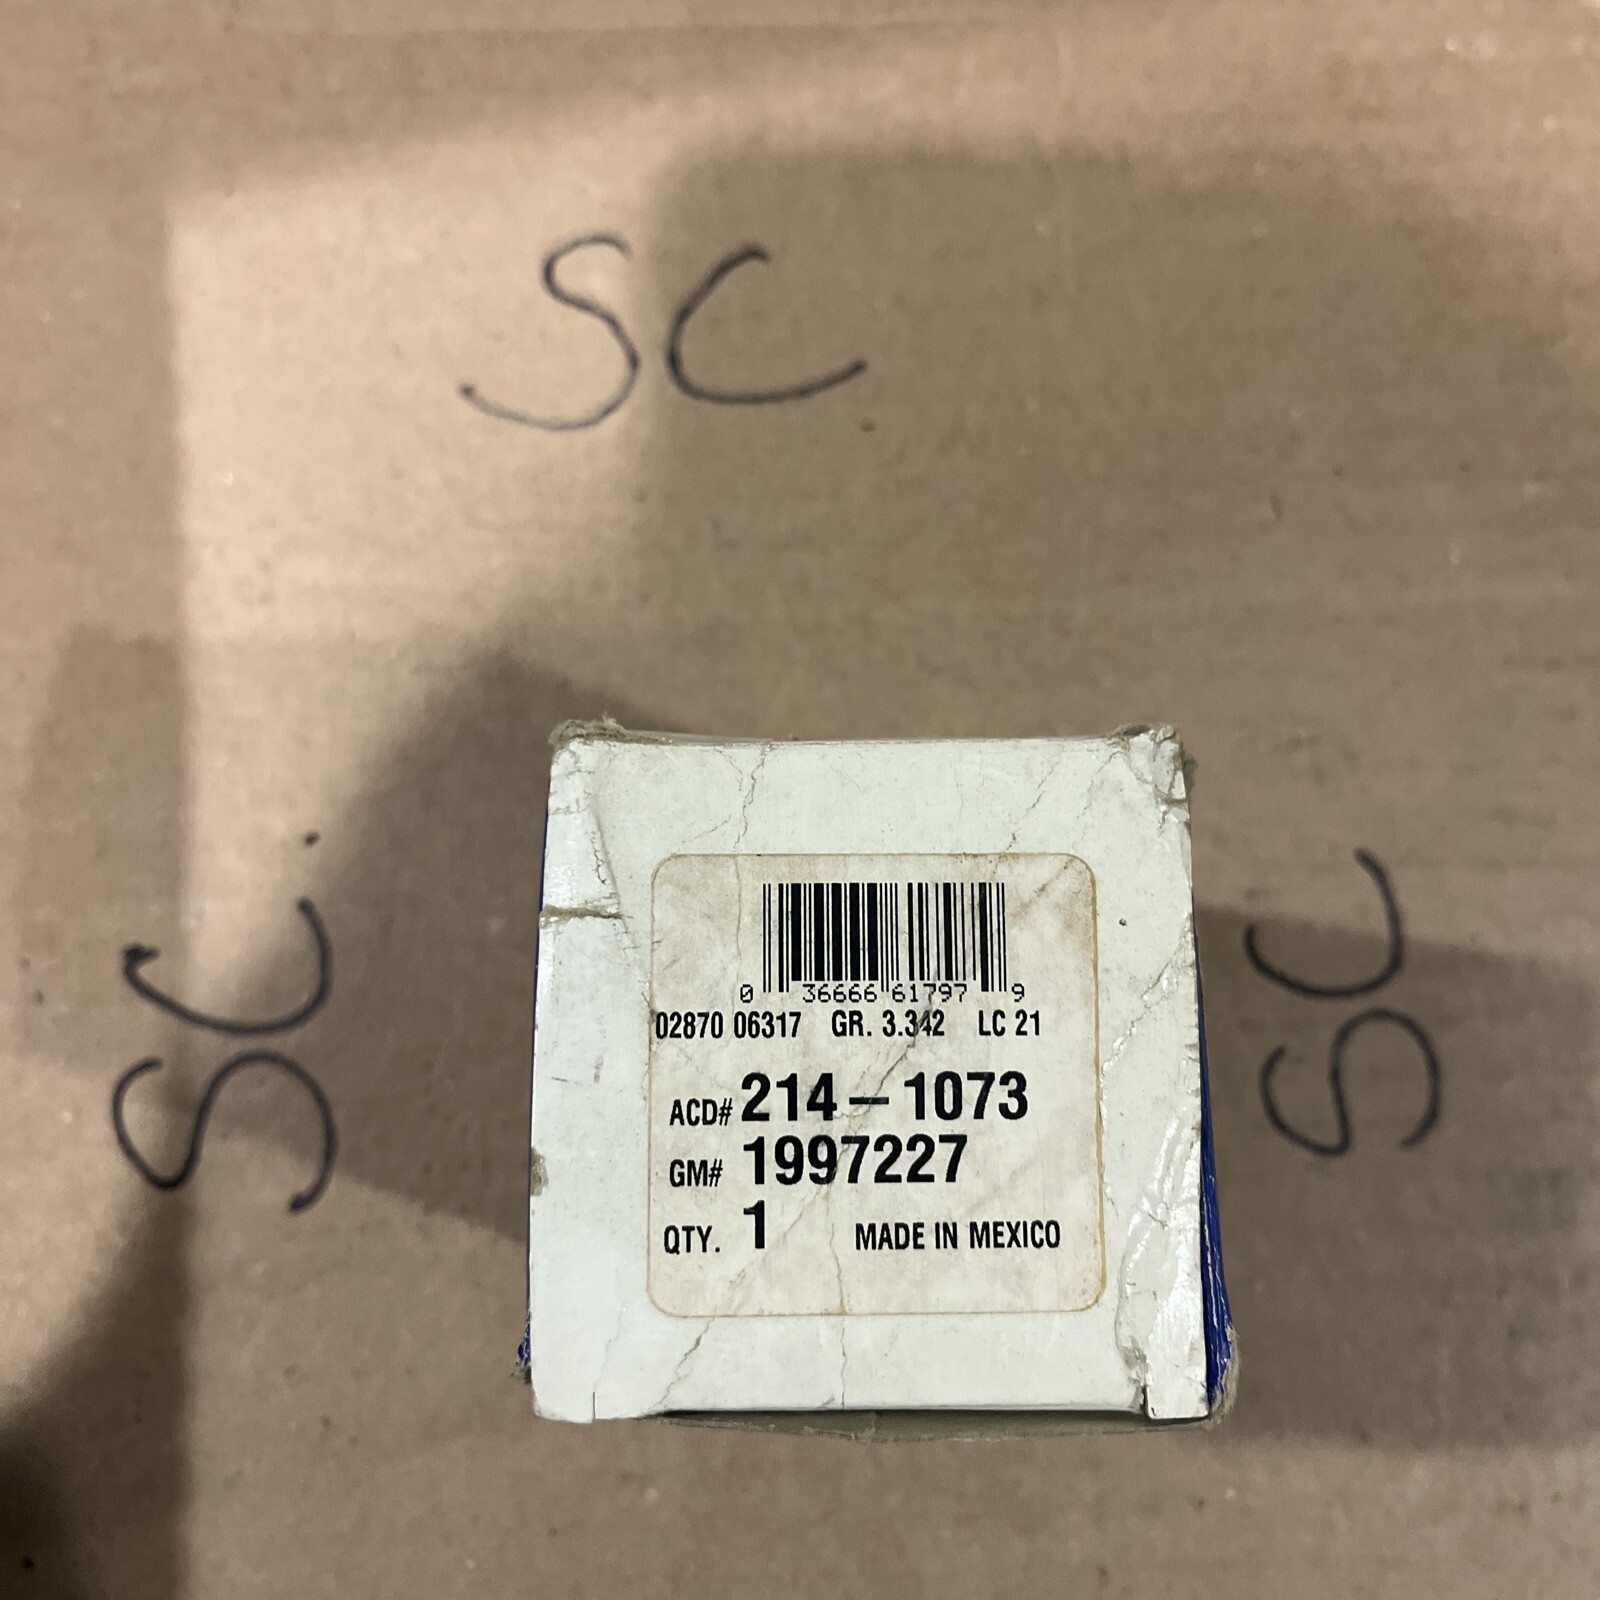 SC
SC
SC
0 36666 61797 9
02870 06317 GR. 3.342 LC 21
ACD# 214-1073
GM# 1997227
QTY. 1 MADE IN MEXICO